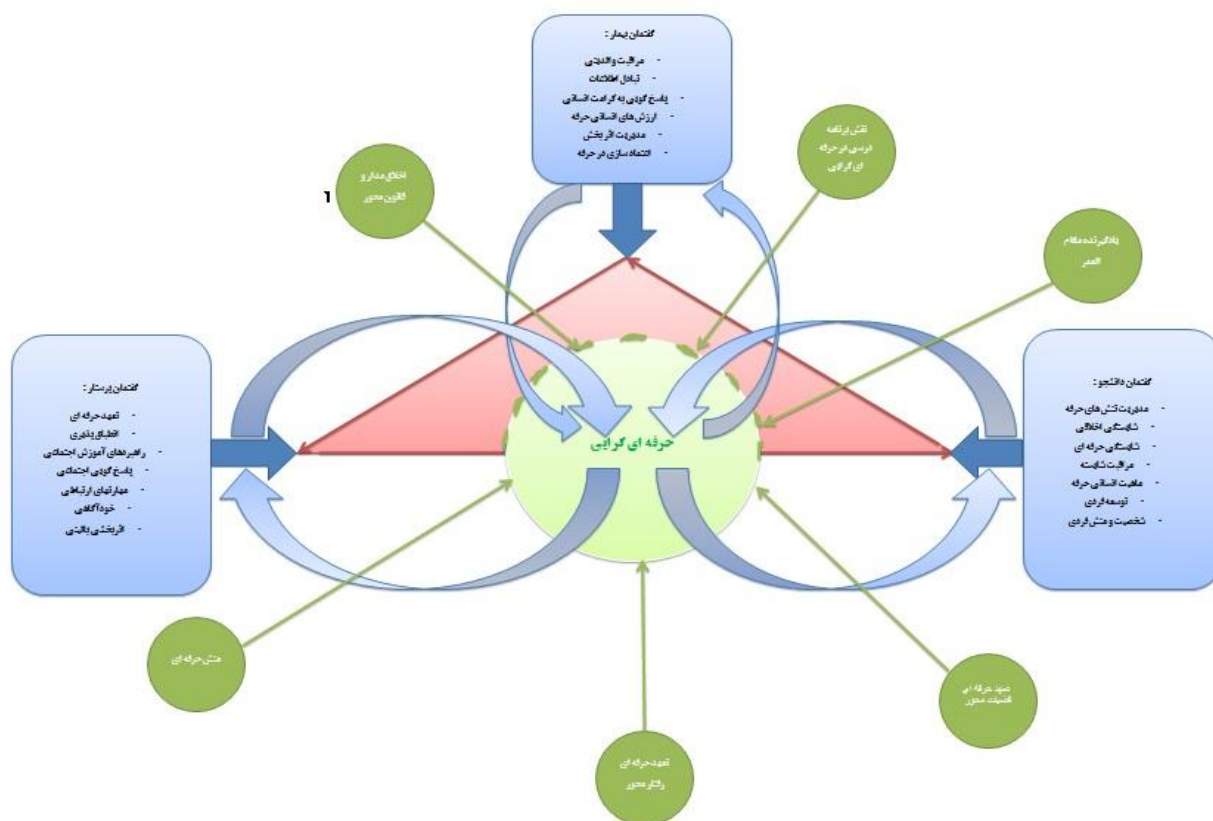 گفتمان بیمار :
- مراقبت والدینی
- تبادل اطلاعات
- پاسخ گویی به کرامت انسانی
- ارزش های انسانی حرفه
- مدیریت اثر بخش
- اعتماد سازی در حرفه
نقش برنامه
درسی در حرفه
ای گرایی
اخلاق مدار و
قانون محور
1
یادگیرنده مادام
العمر
گفتمان دانشجو :
- مدیریت تنش های حرفه
- شایستگی اخلاقی
- شایستگی حرفه ای
- مراقبت شایسته
- ماهیت انسانی حرفه
- توسعه فردی
- شخصیت و منش فردی
گفتمان پرستار :
- تعهد حرفه ای
- انطباق پذیری
- راهبردهای آموزش اجتماعی
- پاسخ گویی اجتماعی
- مهارتهای ارتباطی
- خودآگاهی
- اثربخشی بالینی
حرفه ای گرایی
منش حرفه ای
تعهد حرفه ای
فضیلت محور
تعهد حرفه ای
رفتار محور